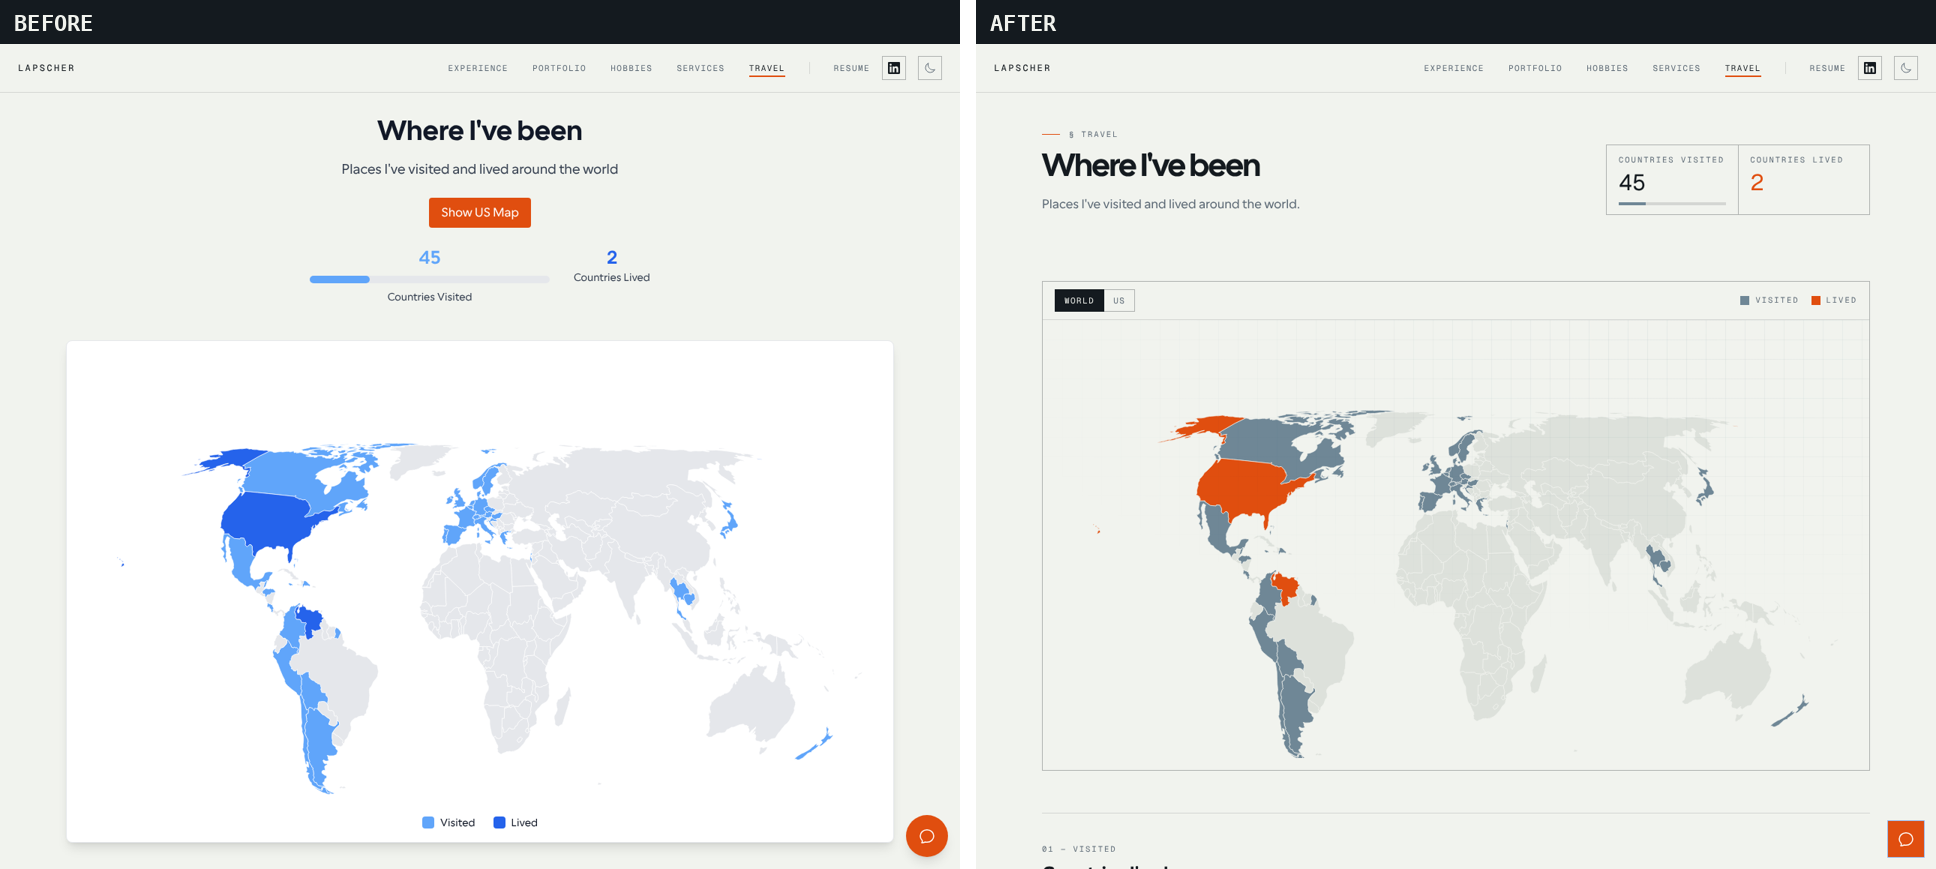 BEFORE
LAPSCHER
EXPERIENCE PORTFOLIO HOBBIES SERVICES TRAVEL RESUME in
Where I've been
Places I've visited and lived around the world
Show US Map
45 2
Countries Lived
Countries Visited
Visited Lived
AFTER
LAPSCHER
EXPERIENCE PORTFOLIO HOBBIES SERVICES TRAVEL RESUME in
§ TRAVEL
Where I've been
Places I've visited and lived around the world.
COUNTRIES VISITED COUNTRIES LIVED
45 2
WORLD US VISITED LIVED
01 — VISITED